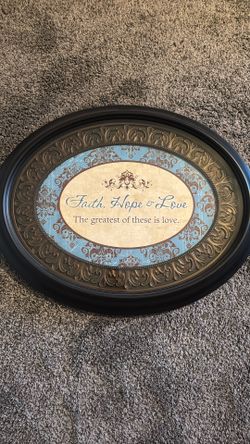 Faith, Hope & Love
The greatest of these is love.